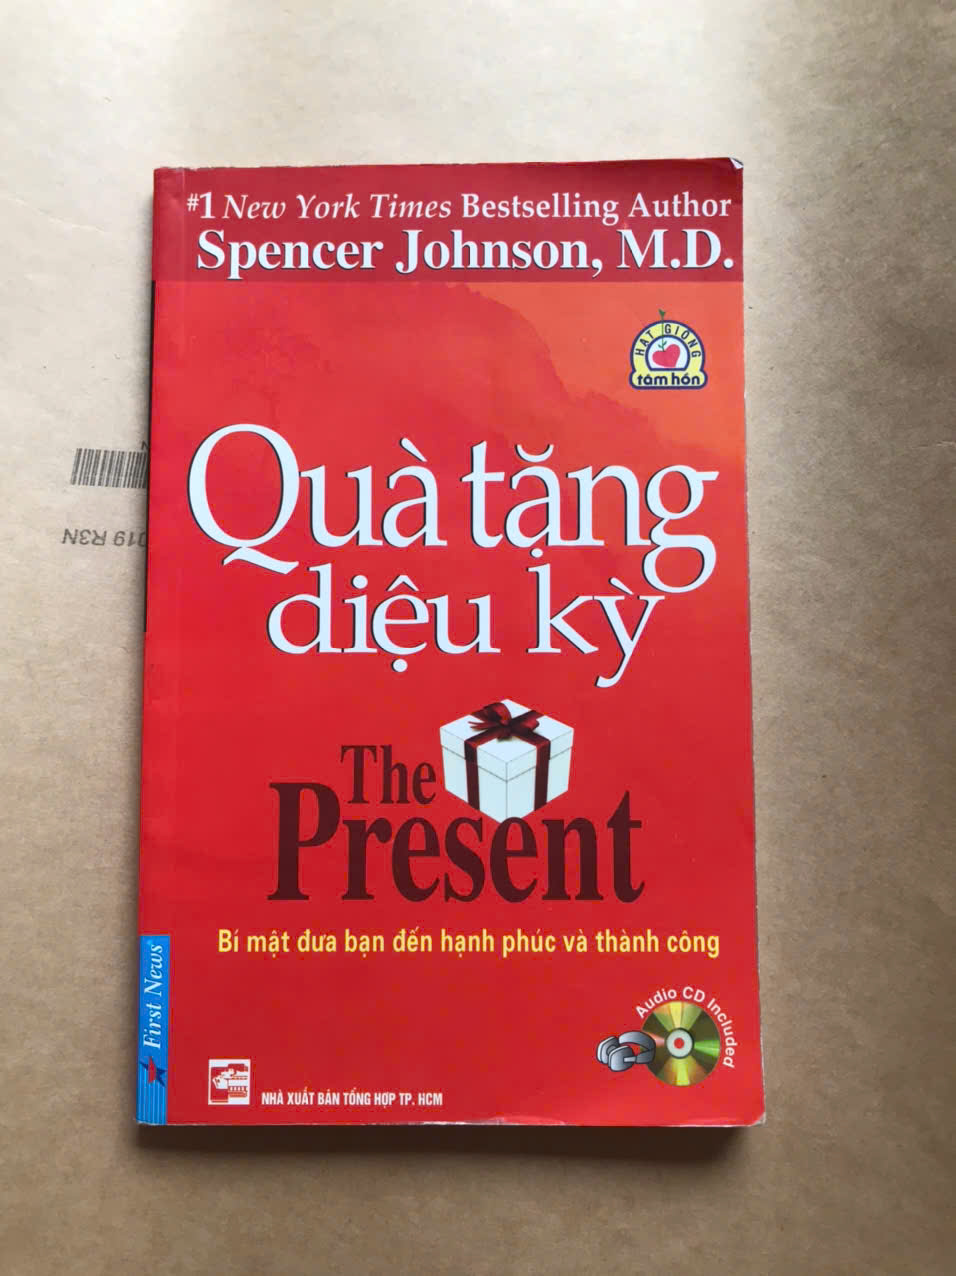 #1 New York Times Bestselling Author
Spencer Johnson, M.D.
HẠT GIỐNG
tâm hồn
Quà tặng
diệu kỳ
The
Present
Bí mật đưa bạn đến hạnh phúc và thành công
Audio CD Included
First News
NHÀ XUẤT BẢN TỔNG HỢP TP. HCM
019 R3N